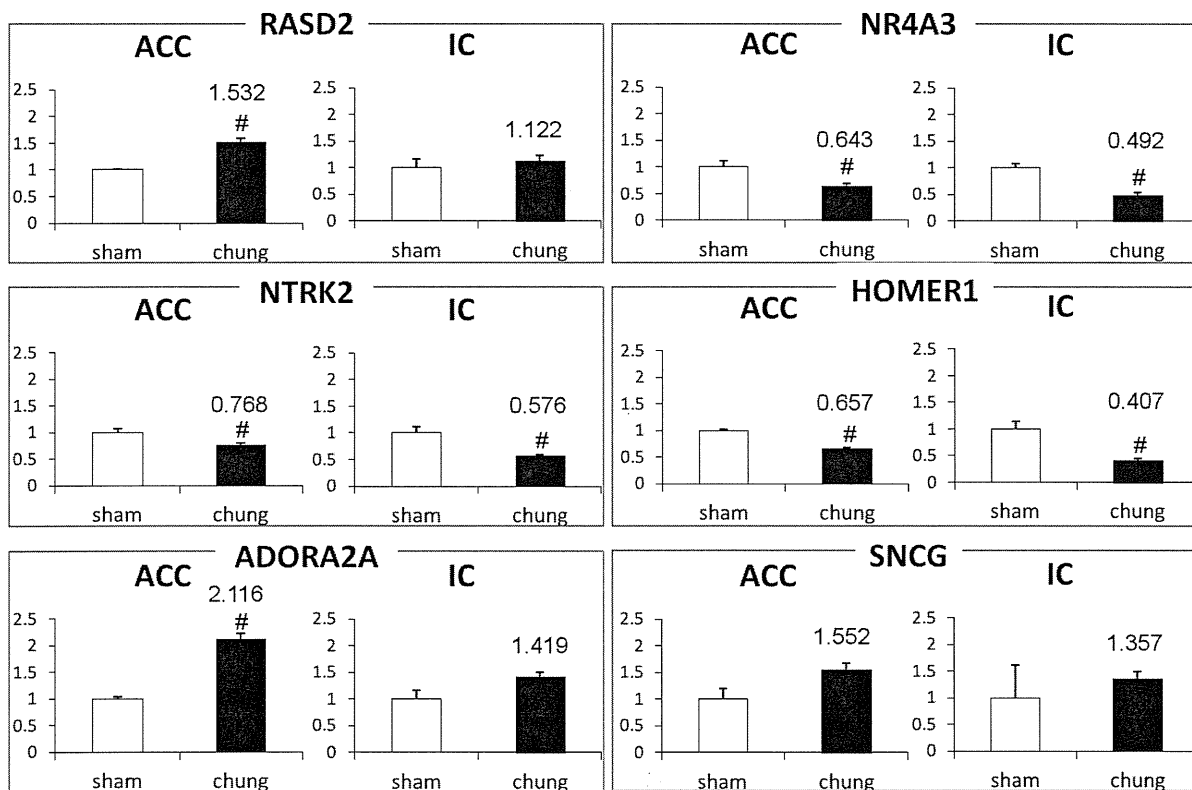 RASD2
ACC
IC
2.5
2
1.5
1
0.5
0
1.532
#
sham
chung
2.5
2
1.5
1
0.5
0
1.122
sham
chung
NR4A3
ACC
IC
2.5
2
1.5
1
0.5
0
0.643
#
sham
chung
2.5
2
1.5
1
0.5
0
0.492
#
sham
chung
NTRK2
ACC
IC
2.5
2
1.5
1
0.5
0
0.768
#
sham
chung
2.5
2
1.5
1
0.5
0
0.576
#
sham
chung
HOMER1
ACC
IC
2.5
2
1.5
1
0.5
0
0.657
#
sham
chung
2.5
2
1.5
1
0.5
0
0.407
#
sham
chung
ADORA2A
ACC
IC
2.5
2
1.5
1
0.5
0
2.116
#
sham
chung
2.5
2
1.5
1
0.5
0
1.419
sham
chung
SNCG
ACC
IC
2.5
2
1.5
1
0.5
0
1.552
sham
chung
2.5
2
1.5
1
0.5
0
1.357
sham
chung